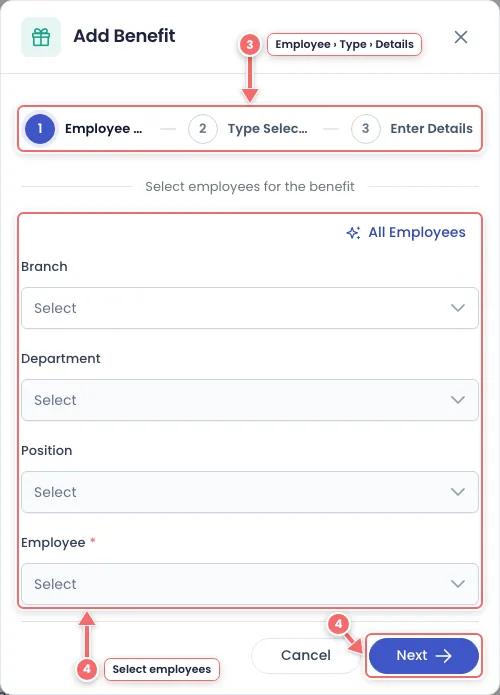 Add Benefit
3 Employee › Type › Details
1 Employee ... 2 Type Selec... 3 Enter Details
Select employees for the benefit
All Employees
Branch
Select
Department
Select
Position
Select
Employee *
Select
4
Cancel
Next
4 Select employees